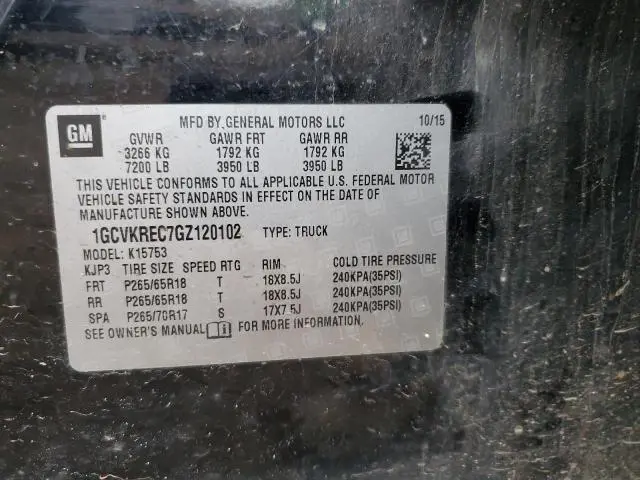 GM
MFD BY GENERAL MOTORS LLC 10/15
GVWR GAWR FRT GAWR RR
3266 KG 1792 KG 1792 KG
7200 LB 3950 LB 3950 LB
THIS VEHICLE CONFORMS TO ALL APPLICABLE U.S. FEDERAL MOTOR
VEHICLE SAFETY STANDARDS IN EFFECT ON THE DATE OF
MANUFACTURE SHOWN ABOVE.
1GCVKREC7GZ120102 TYPE: TRUCK
MODEL: K15753
KJP3 TIRE SIZE SPEED RTG RIM COLD TIRE PRESSURE
FRT P265/65R18 T 18X8.5J 240KPA(35PSI)
RR P265/65R18 T 18X8.5J 240KPA(35PSI)
SPA P265/70R17 S 17X7.5J 240KPA(35PSI)
SEE OWNER'S MANUAL FOR MORE INFORMATION.